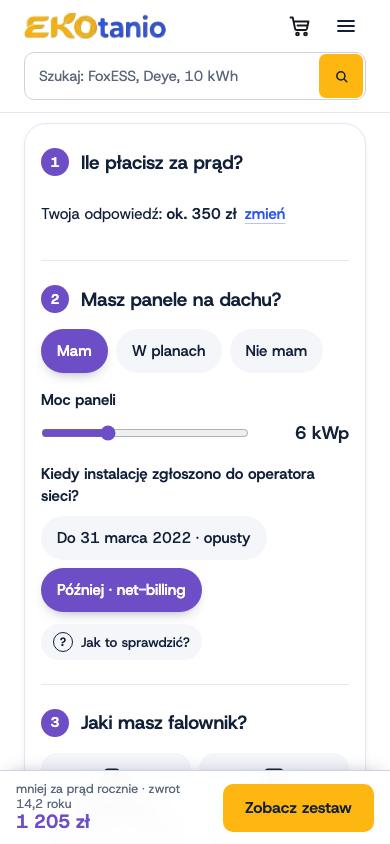 EKOtanio
Szukaj: FoxESS, Deye, 10 kWh
1 Ile płacisz za prąd?
Twoja odpowiedź: ok. 350 zł zmień
2 Masz panele na dachu?
Mam W planach Nie mam
Moc paneli
6 kWp
Kiedy instalację zgłoszono do operatora
sieci?
Do 31 marca 2022 · opusty
Później · net-billing
? Jak to sprawdzić?
3 Jaki masz falownik?
mniej za prąd rocznie · zwrot
14,2 roku
1 205 zł
Zobacz zestaw